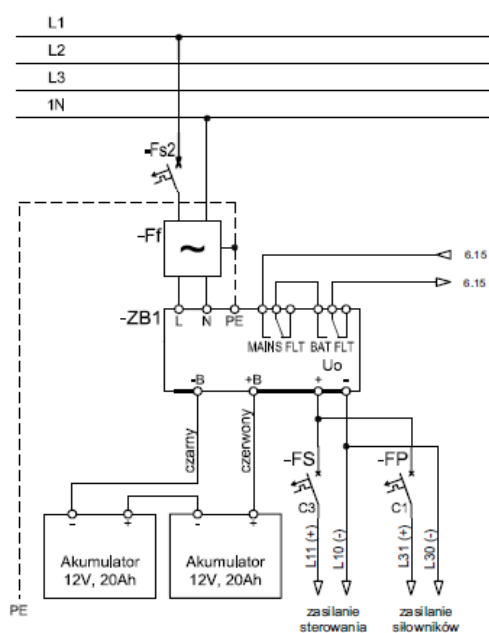 L1
L2
L3
1N
-Fs2
-Ff
~
6.15
6.15
-ZB1
L N PE
MAINS FLT BAT FLT
Uo
-B +B + -
czarny
czerwony
-FS
-FP
C3
C1
L11 (+)
L10 (-)
L31 (+)
L30 (-)
- + - +
Akumulator
12V, 20Ah
Akumulator
12V, 20Ah
PE
zasilanie
sterowania
zasilanie
siłowników